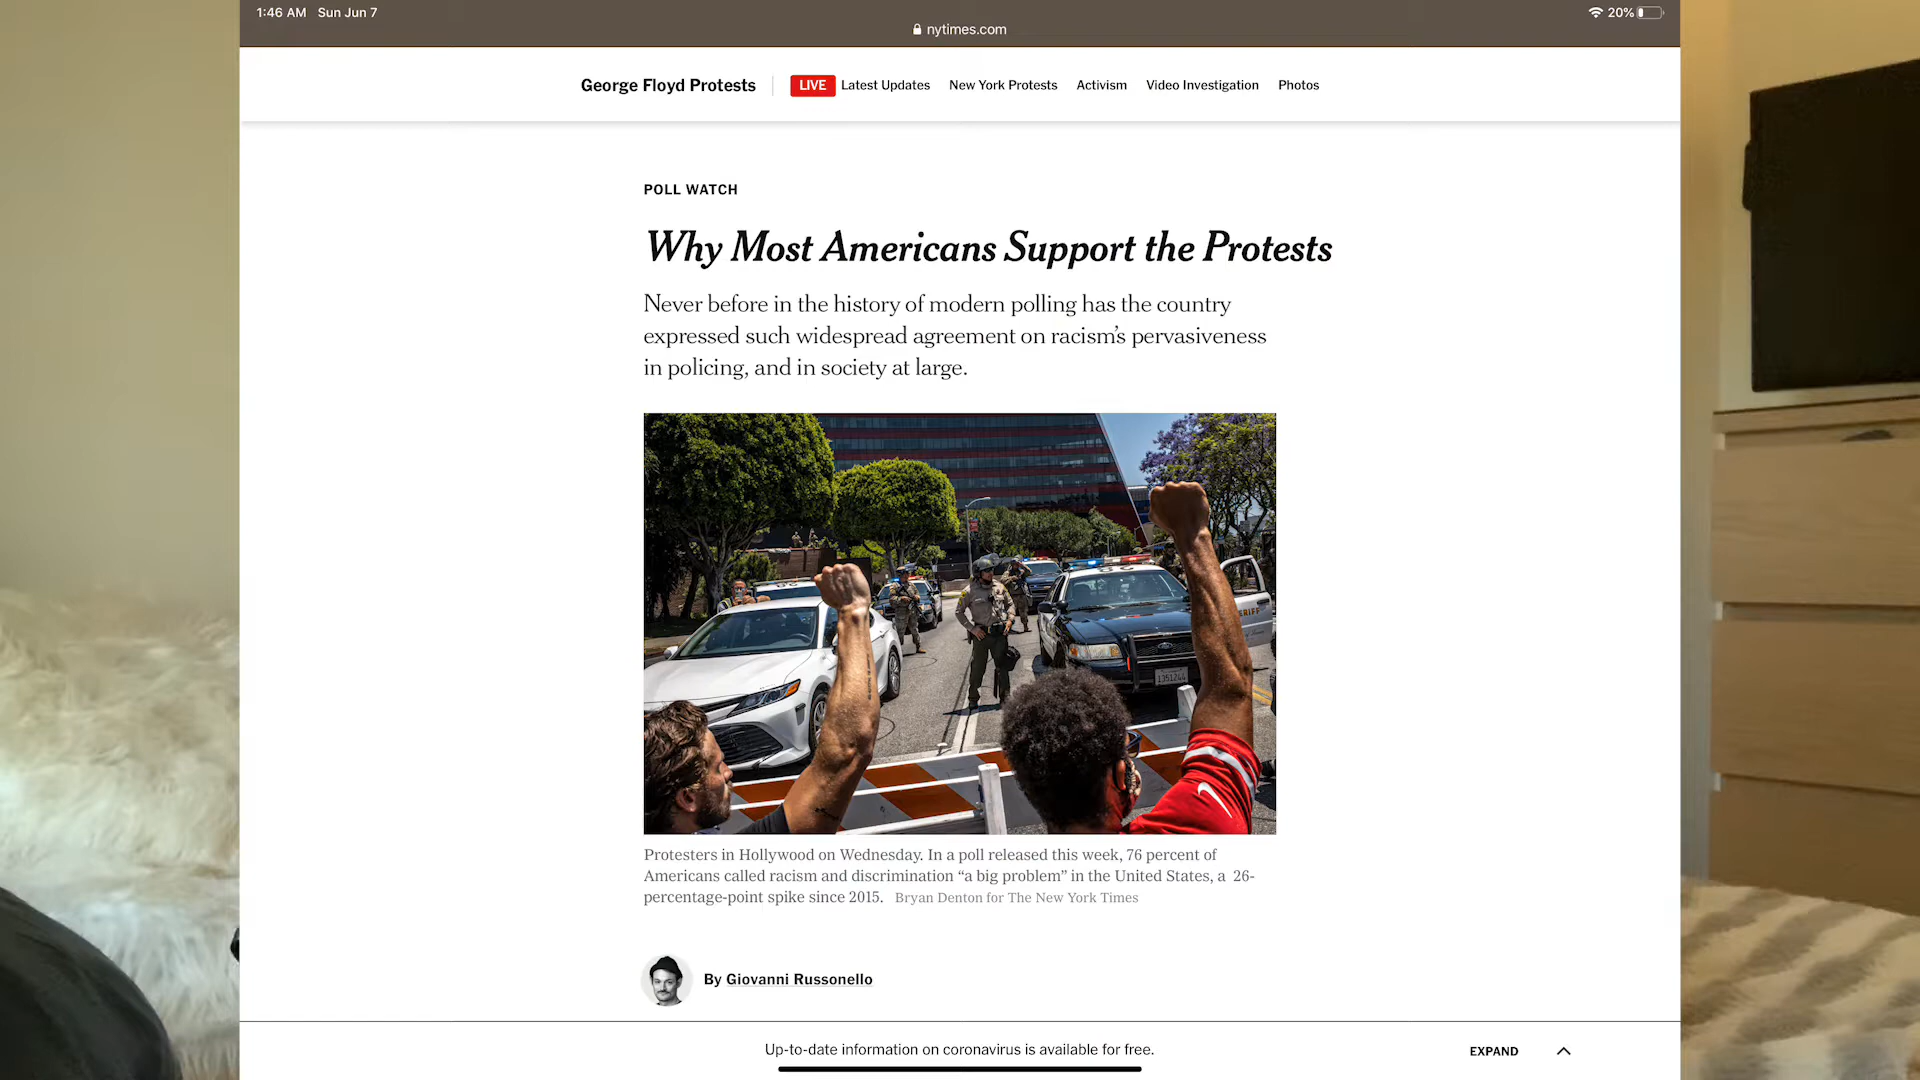 1:46 AM Sun Jun 7
20%
nytimes.com
George Floyd Protests
LIVE Latest Updates New York Protests Activism Video Investigation Photos
POLL WATCH
Why Most Americans Support the Protests
Never before in the history of modern polling has the country
expressed such widespread agreement on racism’s pervasiveness
in policing, and in society at large.
ERIFF
1351244
Protesters in Hollywood on Wednesday. In a poll released this week, 76 percent of
Americans called racism and discrimination “a big problem” in the United States, a 26-
percentage-point spike since 2015. Bryan Denton for The New York Times
By Giovanni Russonello
Up-to-date information on coronavirus is available for free.
EXPAND